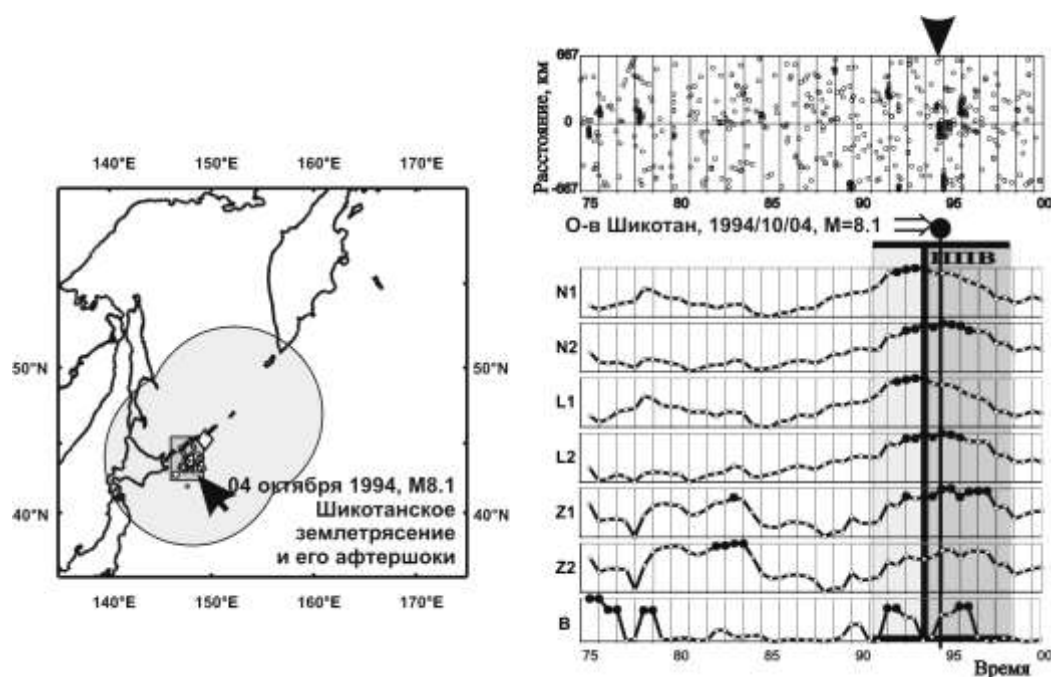 140°E 150°E 160°E 170°E
50°N 50°N
40°N 40°N
04 октября 1994, М8.1
Шикотанское
землетрясение
и его афтершоки
140°E 150°E 160°E 170°E
Расстояние, км
667
0
-667
75 80 85 90 95 00
О-в Шикотан, 1994/10/04, М=8.1
ППВ
N1
N2
L1
L2
Z1
Z2
B
75 80 85 90 95 00
Время